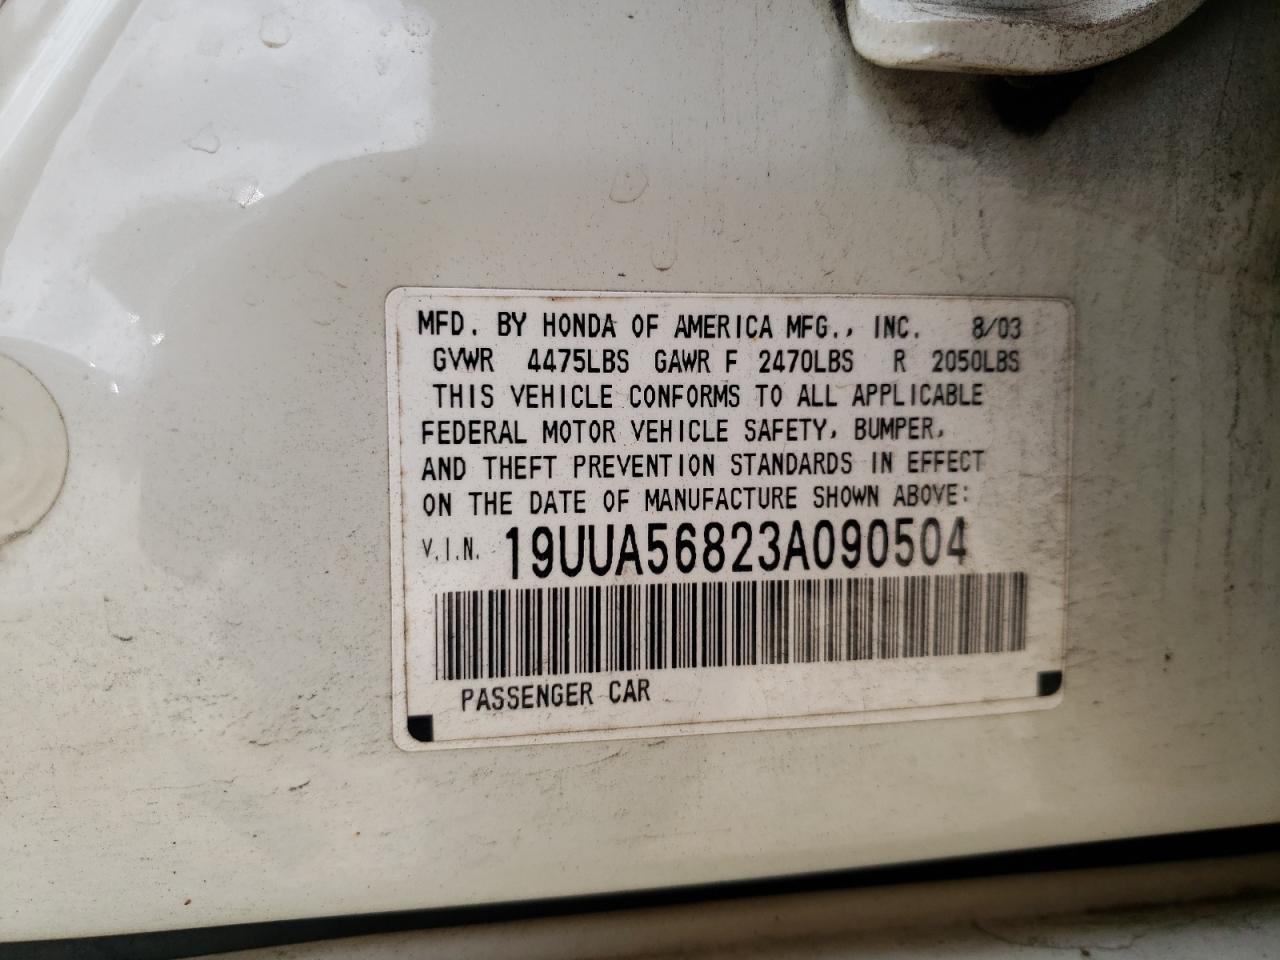 MFD. BY HONDA OF AMERICA MFG., INC. 8/03
GVWR 4475LBS GAWR F 2470LBS R 2050LBS
THIS VEHICLE CONFORMS TO ALL APPLICABLE
FEDERAL MOTOR VEHICLE SAFETY, BUMPER,
AND THEFT PREVENTION STANDARDS IN EFFECT
ON THE DATE OF MANUFACTURE SHOWN ABOVE:
V.I.N. 19UUA56823A090504
PASSENGER CAR